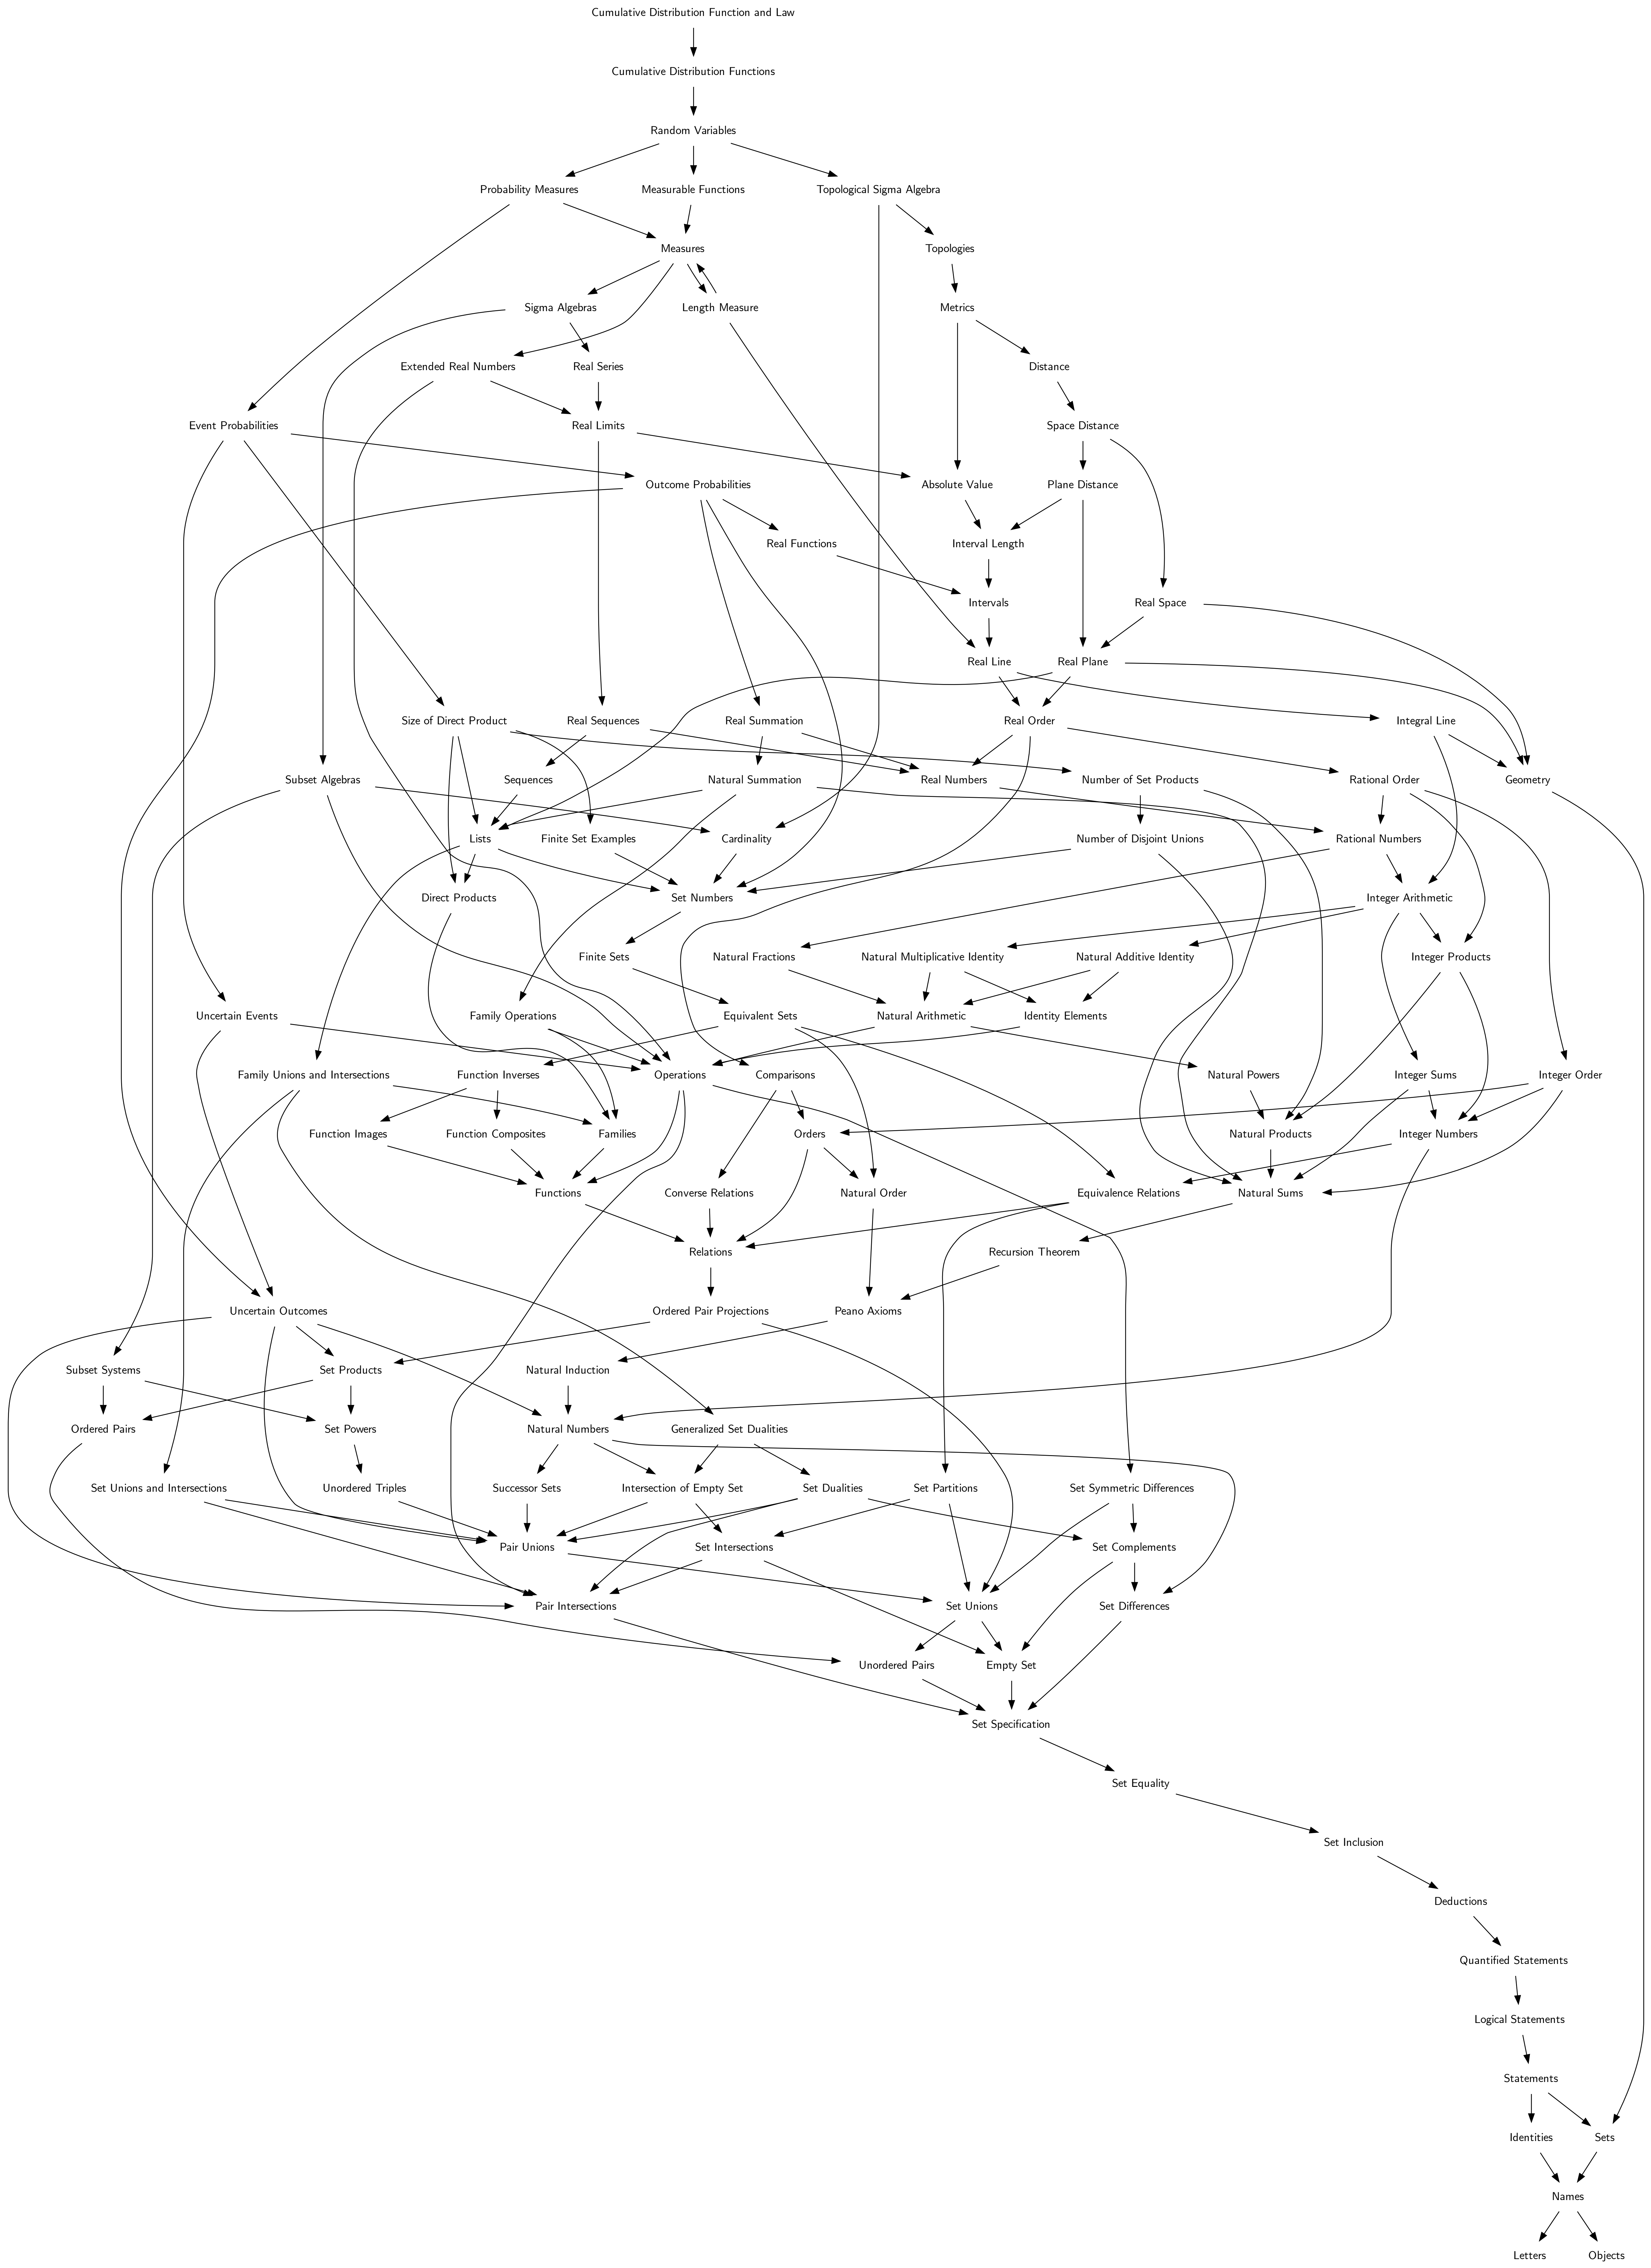 Cumulative Distribution Function and Law
Cumulative Distribution Functions
Random Variables
Probability Measures
Measurable Functions
Topological Sigma Algebra
Measures
Topologies
Sigma Algebras
Length Measure
Metrics
Extended Real Numbers
Real Series
Distance
Event Probabilities
Real Limits
Space Distance
Outcome Probabilities
Absolute Value
Plane Distance
Real Functions
Interval Length
Intervals
Real Space
Real Line
Real Plane
Size of Direct Product
Real Sequences
Real Summation
Real Order
Integral Line
Subset Algebras
Sequences
Natural Summation
Real Numbers
Number of Set Products
Rational Order
Geometry
Lists
Finite Set Examples
Cardinality
Number of Disjoint Unions
Rational Numbers
Direct Products
Set Numbers
Integer Arithmetic
Finite Sets
Natural Fractions
Natural Multiplicative Identity
Natural Additive Identity
Integer Products
Uncertain Events
Family Operations
Equivalent Sets
Natural Arithmetic
Identity Elements
Family Unions and Intersections
Function Inverses
Operations
Comparisons
Natural Powers
Integer Sums
Integer Order
Function Images
Function Composites
Families
Orders
Natural Products
Integer Numbers
Functions
Converse Relations
Natural Order
Equivalence Relations
Natural Sums
Relations
Recursion Theorem
Uncertain Outcomes
Ordered Pair Projections
Peano Axioms
Subset Systems
Set Products
Natural Induction
Ordered Pairs
Set Powers
Natural Numbers
Generalized Set Dualities
Set Unions and Intersections
Unordered Triples
Successor Sets
Intersection of Empty Set
Set Dualities
Set Partitions
Set Symmetric Differences
Pair Unions
Set Intersections
Set Complements
Pair Intersections
Set Unions
Set Differences
Unordered Pairs
Empty Set
Set Specification
Set Equality
Set Inclusion
Deductions
Quantified Statements
Logical Statements
Statements
Identities
Sets
Names
Letters
Objects